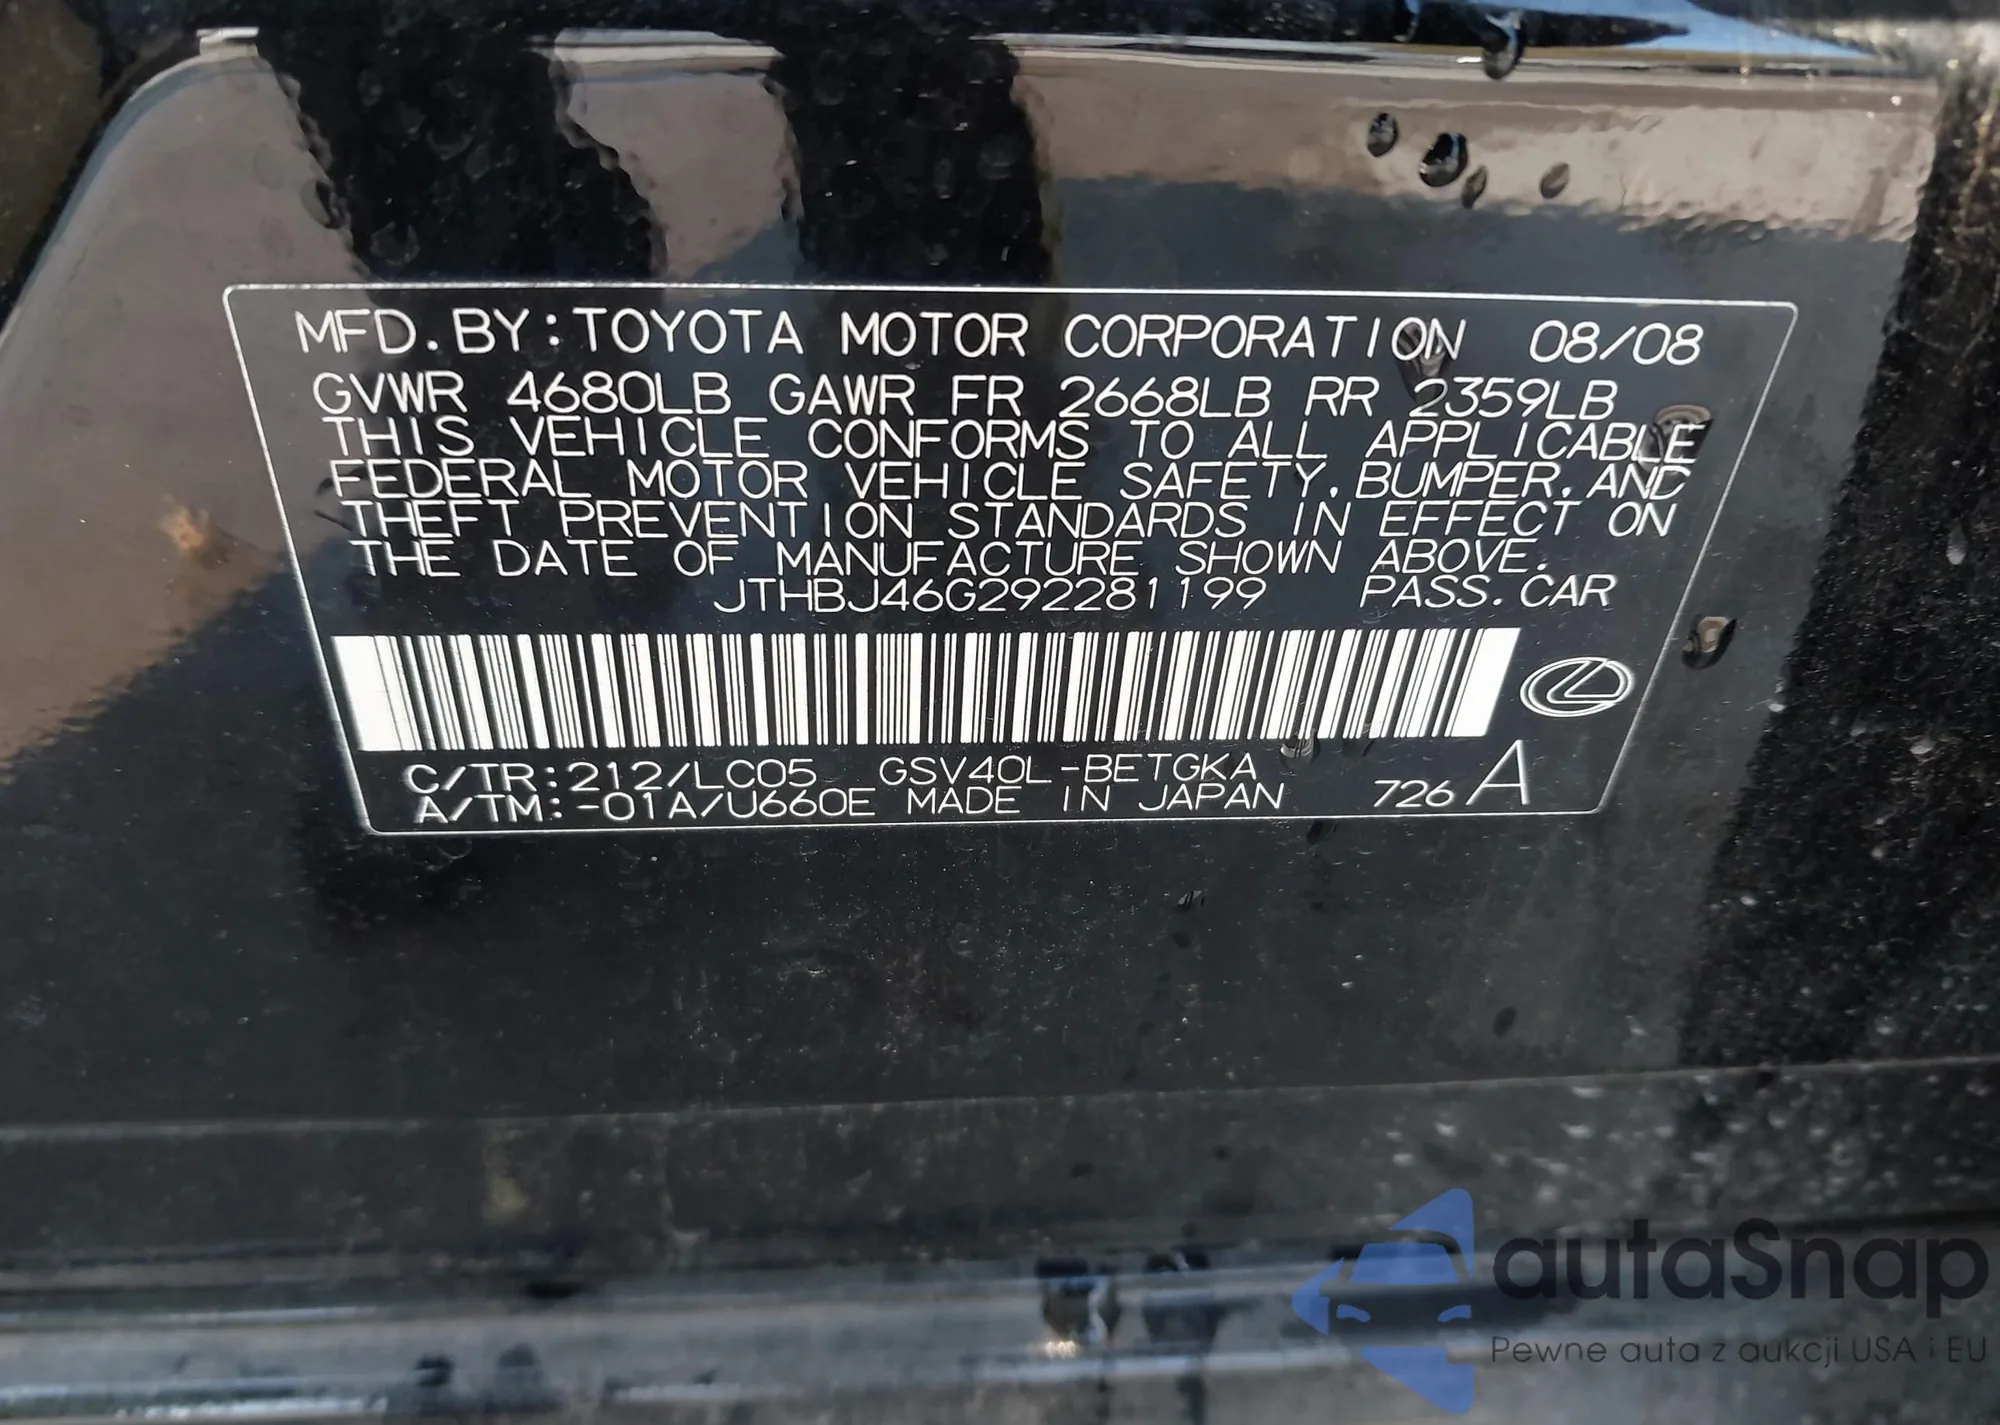 MFD. BY: TOYOTA MOTOR CORPORATION 08/08
GVWR 4680LB GAWR FR 2668LB RR 2359LB
THIS VEHICLE CONFORMS TO ALL APPLICABLE
FEDERAL MOTOR VEHICLE SAFETY, BUMPER, AND
THEFT PREVENTION STANDARDS IN EFFECT ON
THE DATE OF MANUFACTURE SHOWN ABOVE.
JTHBJ46G292281199 PASS. CAR
C/TR:212/LC05 GSV40L-BETGKA
A/TM:-01A/U660E MADE IN JAPAN 726 A
autaSnap
Pewne auta z aukcji USA i EU